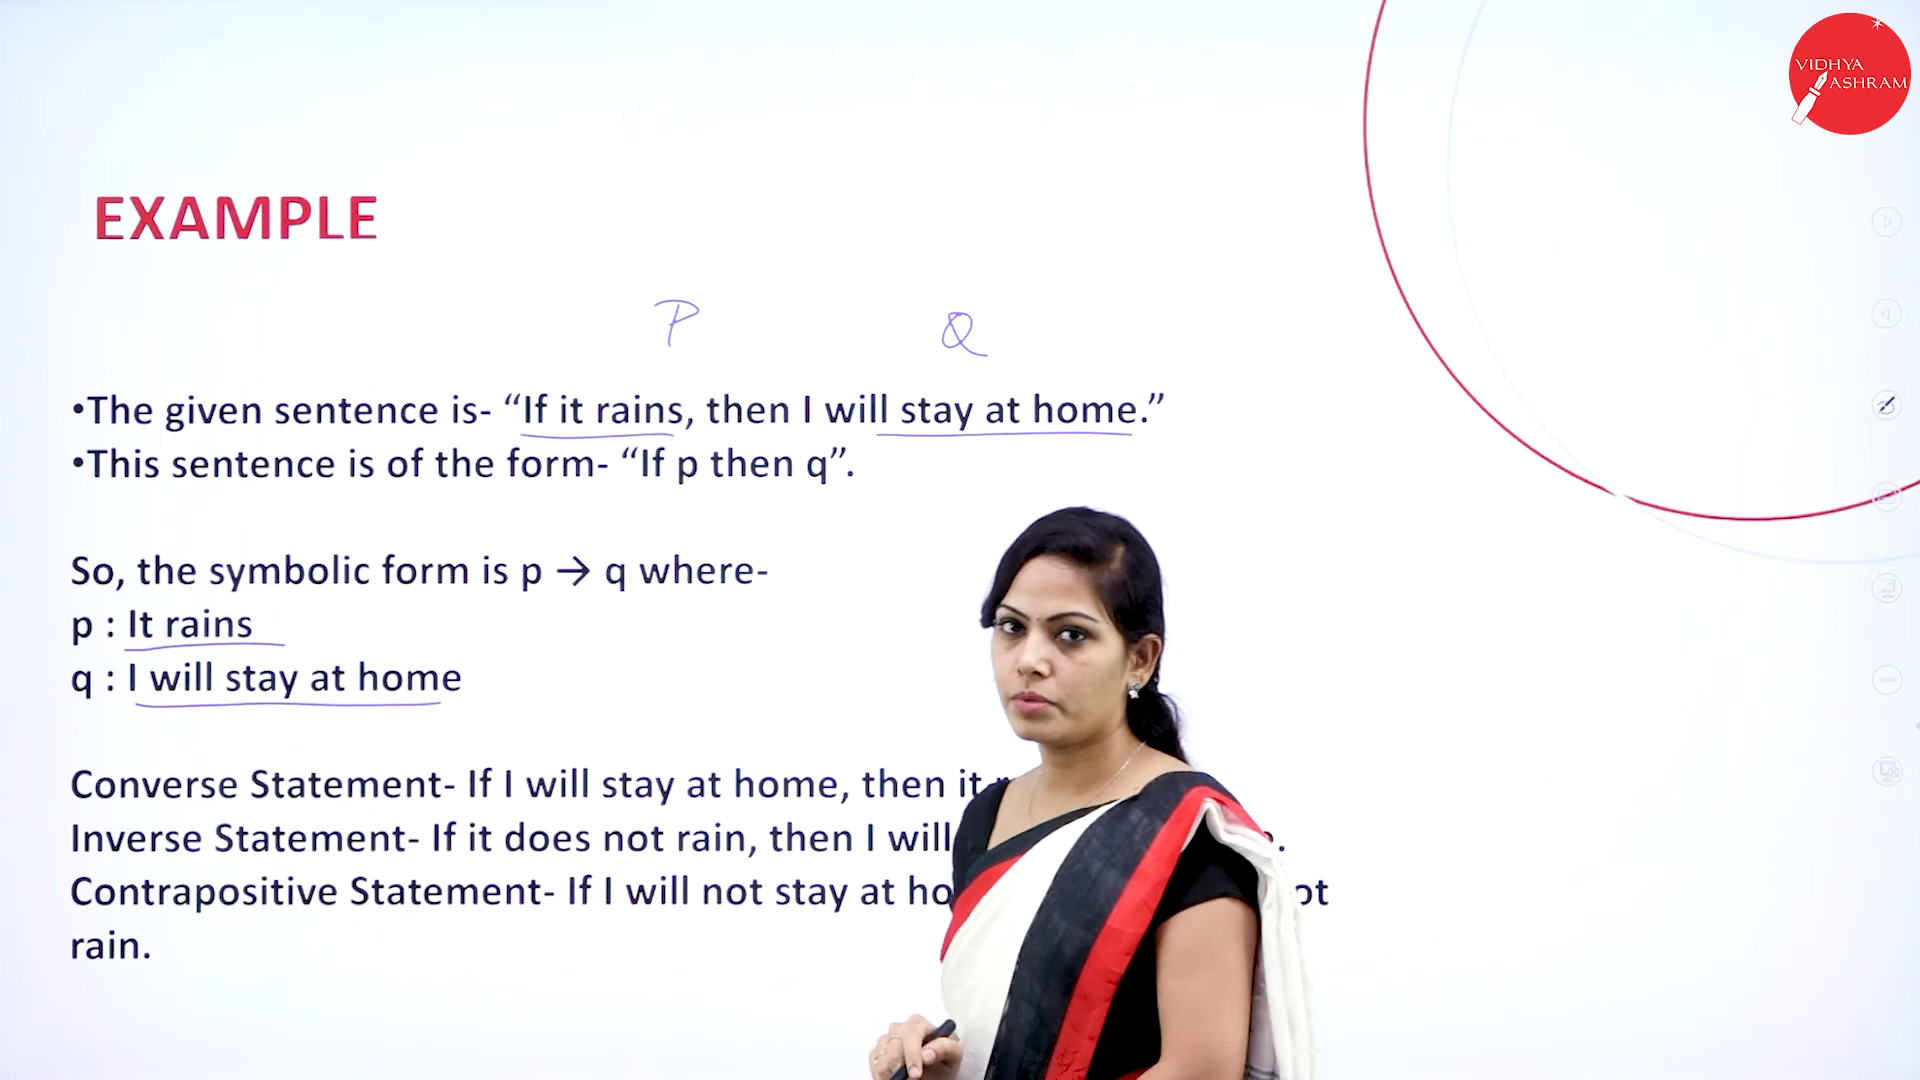 VIDHYA
ASHRAM
EXAMPLE
P Q
•The given sentence is- “If it rains, then I will stay at home.”
•This sentence is of the form- “If p then q”.
So, the symbolic form is p → q where-
p : It rains
q : I will stay at home
Converse Statement- If I will stay at home, then it
Inverse Statement- If it does not rain, then I will
Contrapositive Statement- If I will not stay at
rain.